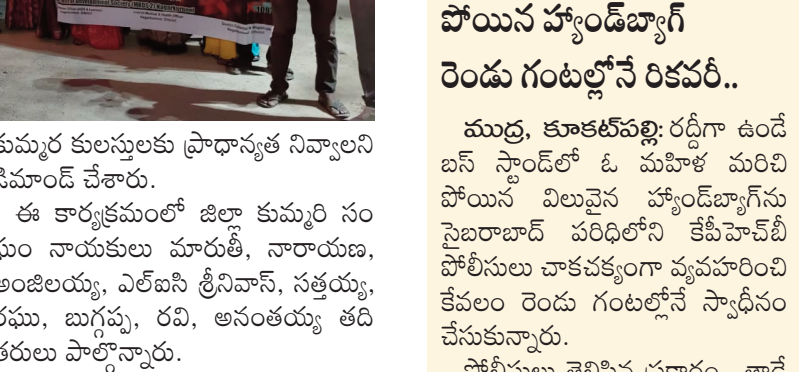 కుమ్మర కులస్తులకు ప్రాధాన్యత నివ్వాలని
డిమాండ్ చేశారు.
ఈ కార్యక్రమంలో జిల్లా కుమ్మరి సం
ఘం నాయకులు మారుతీ, నారాయణ,
అంజిలయ్య, ఎల్ఐసి శ్రీనివాస్, సత్తయ్య,
రఘు, బుగ్గప్ప, రవి, అనంతయ్య తది
తరులు పాల్గొన్నారు.
పోయిన హ్యాండ్‌బ్యాగ్
రెండు గంటల్లోనే రికవరీ..
ముద్ర, కూకట్‌పల్లి: రద్దీగా ఉండే
బస్ స్టాండ్‌లో ఓ మహిళ మరిచి
పోయిన విలువైన హ్యాండ్‌బ్యాగ్‌ను
సైబరాబాద్ పరిధిలోని కేపీహెచ్‌బీ
పోలీసులు చాకచక్యంగా వ్యవహరించి
కేవలం రెండు గంటల్లోనే స్వాధీనం
చేసుకున్నారు.
పోలీసులు తెలిపిన ప్రకారం..